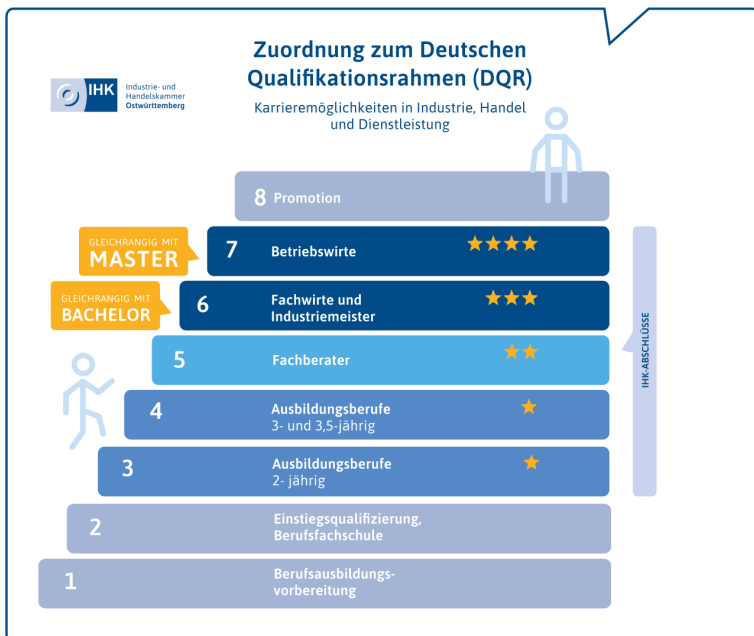 Zuordnung zum Deutschen
Qualifikationsrahmen (DQR)
IHK
Industrie- und
Handelskammer
Ostwürttemberg
Karrieremöglichkeiten in Industrie, Handel
und Dienstleistung
8 Promotion
GLEICHRANGIG MIT
MASTER
7 Betriebswirte
GLEICHRANGIG MIT
BACHELOR
6 Fachwirte und
Industriemeister
5 Fachberater
4 Ausbildungsberufe
3- und 3,5-jährig
3 Ausbildungsberufe
2- jährig
2 Einstiegsqualifizierung,
Berufsfachschule
1 Berufsausbildungs-
vorbereitung
IHK-ABSCHLÜSSE